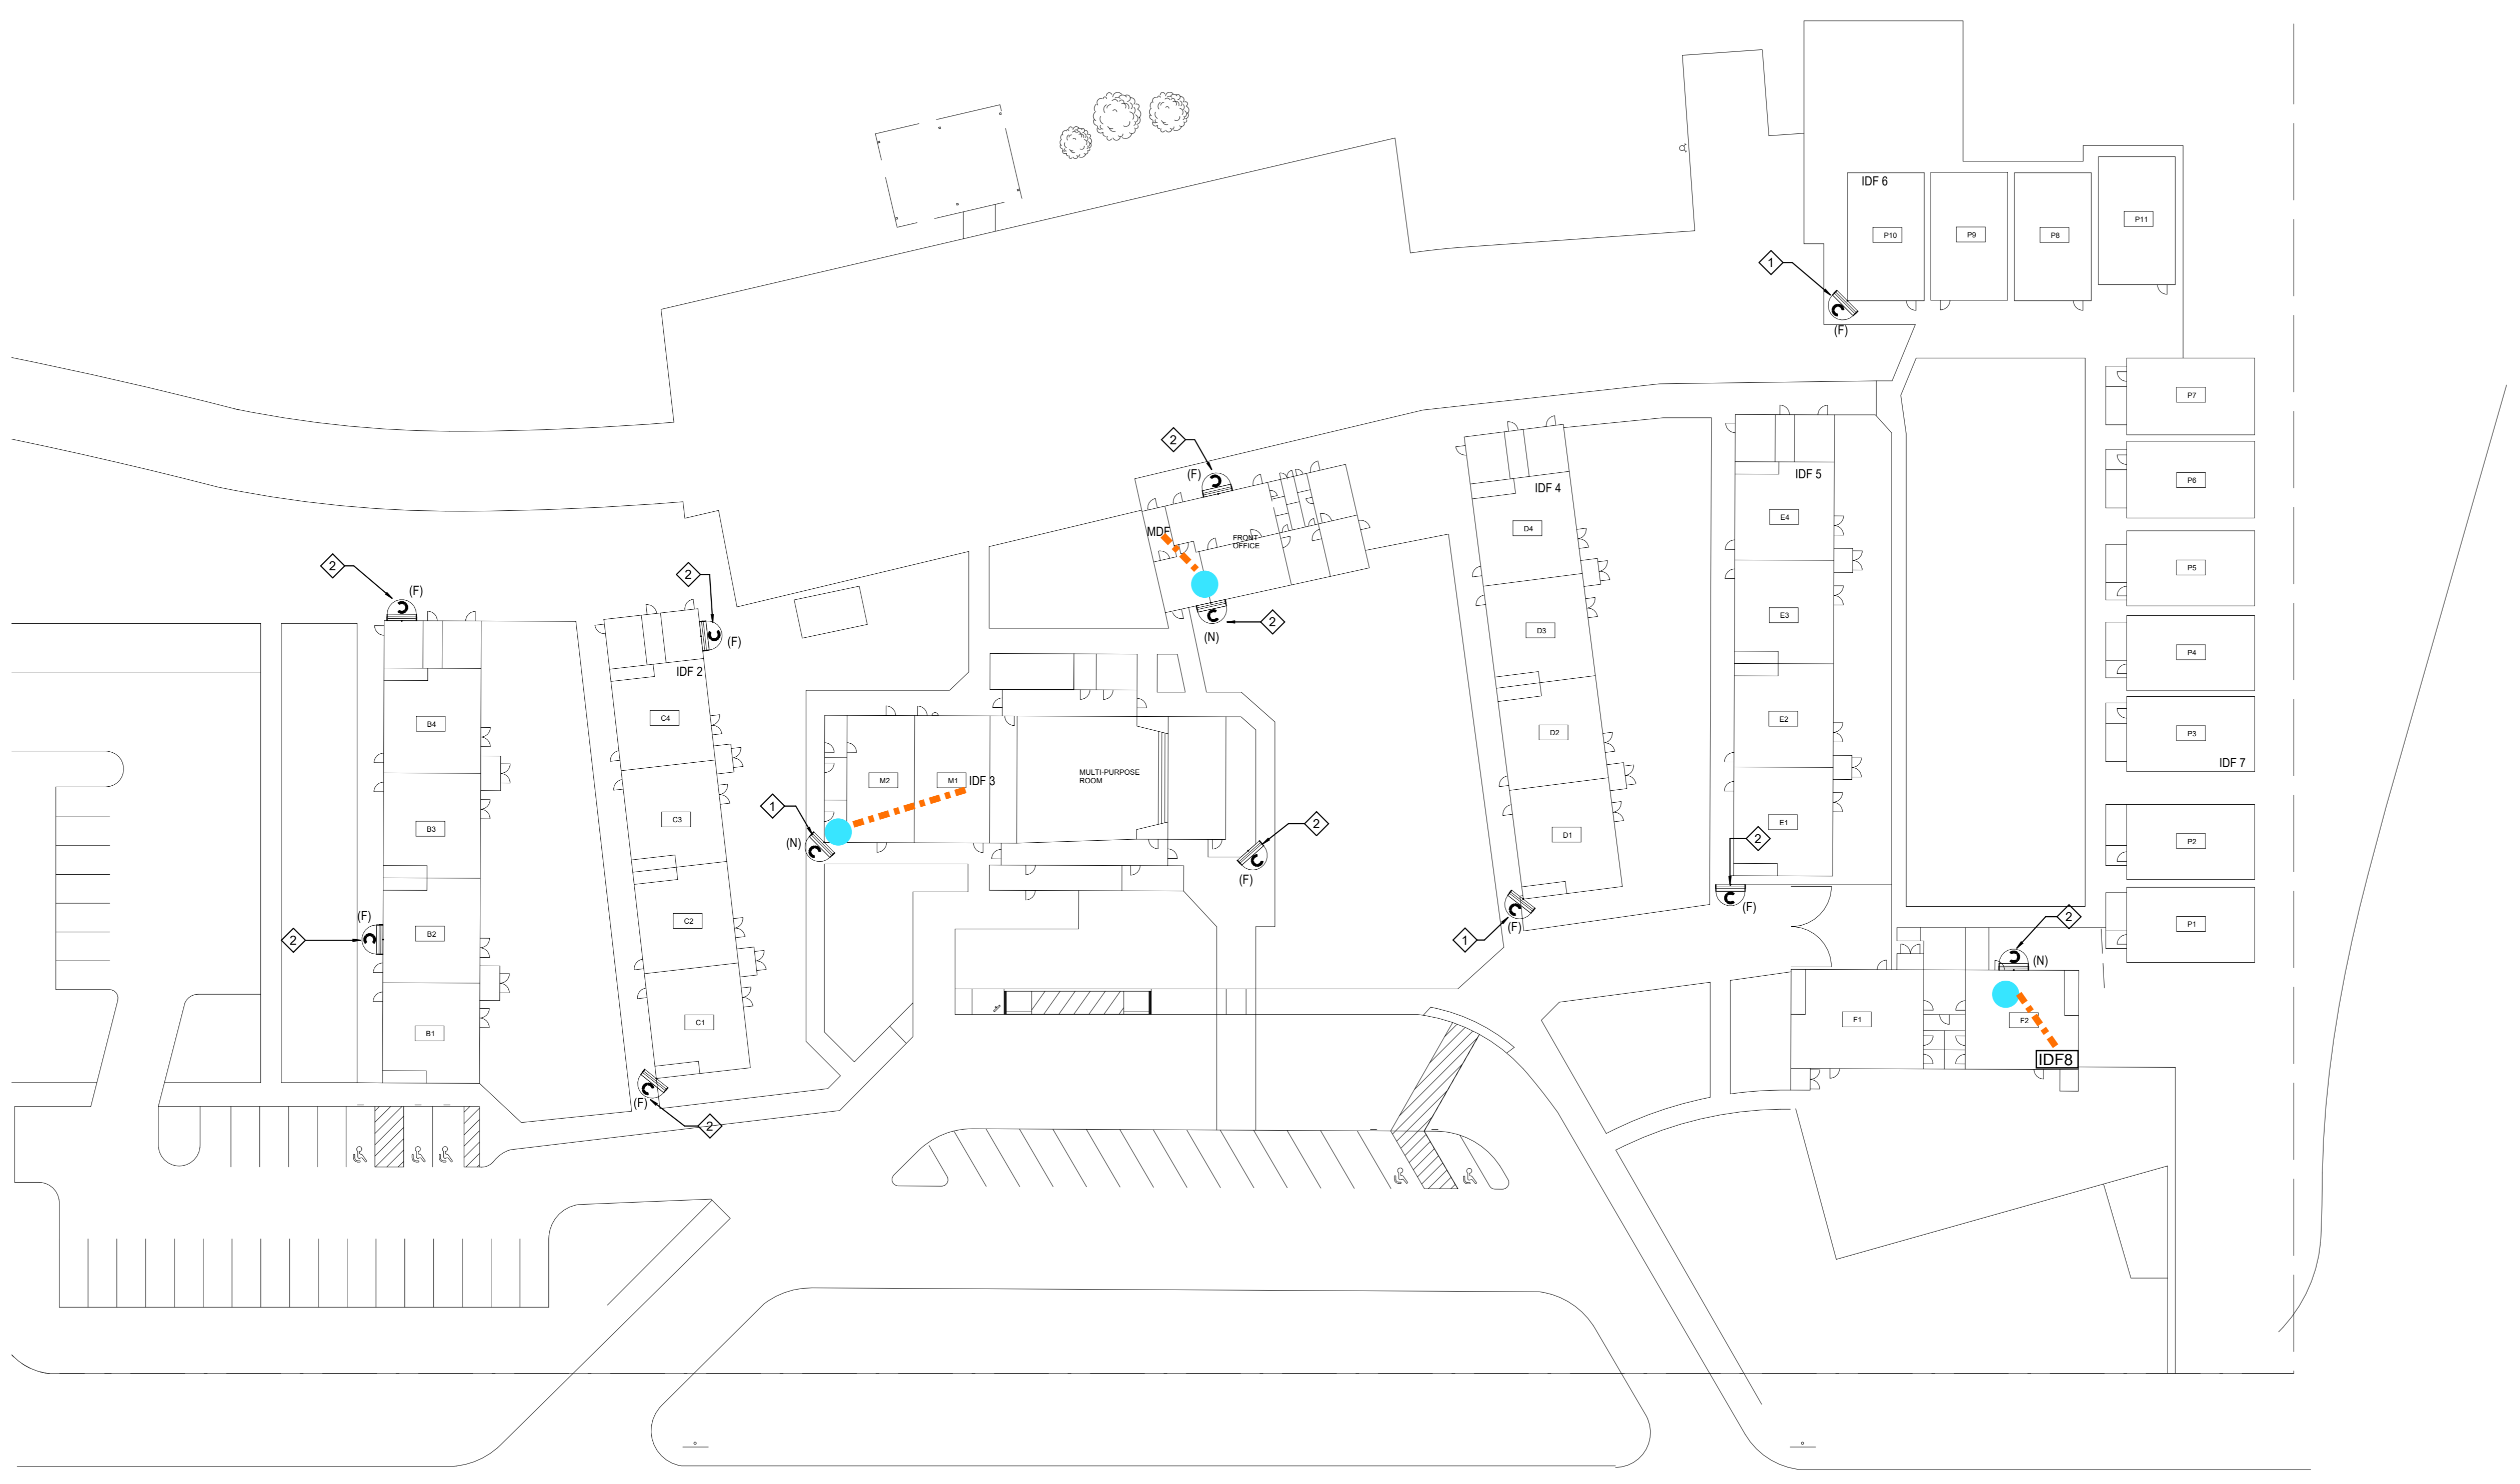 IDF 6
P11
P10
P9
P8
1
(F)
P7
2
(F)
IDF 5
P6
IDF 4
E4
MDF
D4
FRONT
OFFICE
2
2
P5
(F)
2
(N)
(F)
E3
D3
P4
IDF 2
C4
B4
E2
D2
P3
IDF 7
MULTI-PURPOSE
ROOM
M2
M1
IDF 3
1
2
C3
B3
E1
D1
2
P2
(N)
(F)
(F)
(F)
2
C2
P1
(F)
B2
2
1
(F)
2
(N)
C1
F1
F2
B1
IDF8
(F)
2